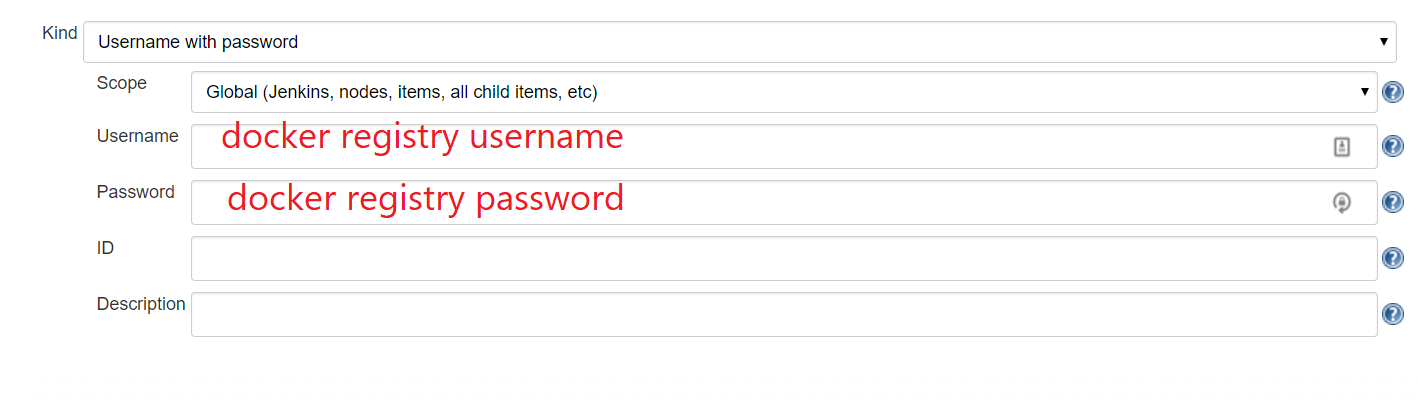 Kind
Username with password
Scope
Global (Jenkins, nodes, items, all child items, etc)
Username
docker registry username
Password
docker registry password
ID
Description